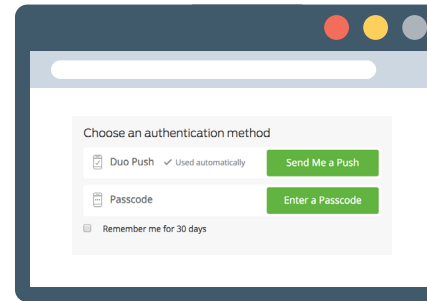 Choose an authentication method
Duo Push ✓ Used automatically Send Me a Push
Passcode Enter a Passcode
Remember me for 30 days